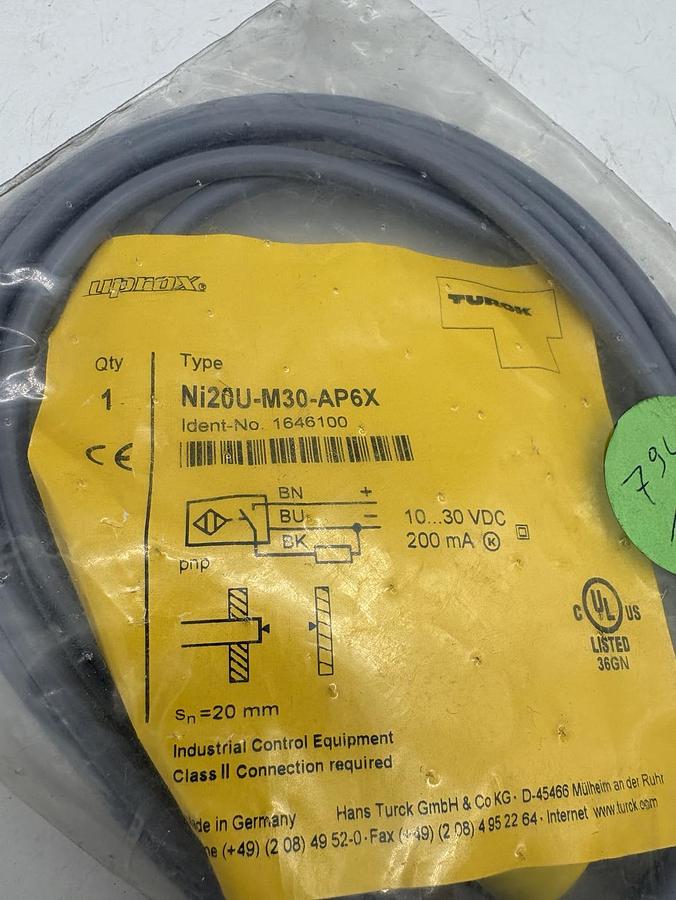 uprox®
TURCK
Qty
Type
1
Ni20U-M30-AP6X
Ident-No. 1646100
CE
BN +
BU –
BK
10...30 VDC
200 mA K
pnp
C UL US
LISTED
36GN
sn=20 mm
Industrial Control Equipment
Class II Connection required
in Germany
Hans Turck GmbH & Co KG · D-45466 Mülheim an der Ruhr
(+49) (2 08) 49 52-0 · Fax (+49) (2 08) 4 95 22 64 · Internet www.turck.com